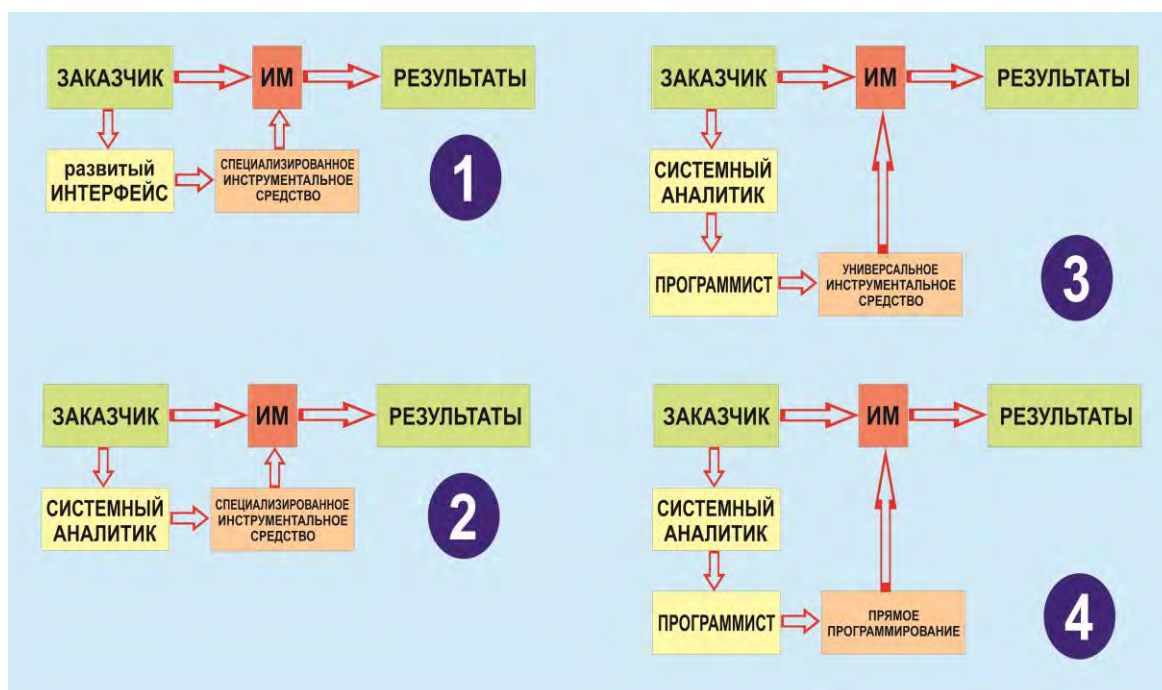 ЗАКАЗЧИК
ИМ
РЕЗУЛЬТАТЫ
развитый
ИНТЕРФЕЙС
СПЕЦИАЛИЗИРОВАННОЕ
ИНСТРУМЕНТАЛЬНОЕ
СРЕДСТВО
1
ЗАКАЗЧИК
ИМ
РЕЗУЛЬТАТЫ
СИСТЕМНЫЙ
АНАЛИТИК
ПРОГРАММИСТ
УНИВЕРСАЛЬНОЕ
ИНСТРУМЕНТАЛЬНОЕ
СРЕДСТВО
3
ЗАКАЗЧИК
ИМ
РЕЗУЛЬТАТЫ
СИСТЕМНЫЙ
АНАЛИТИК
СПЕЦИАЛИЗИРОВАННОЕ
ИНСТРУМЕНТАЛЬНОЕ
СРЕДСТВО
2
ЗАКАЗЧИК
ИМ
РЕЗУЛЬТАТЫ
СИСТЕМНЫЙ
АНАЛИТИК
ПРОГРАММИСТ
ПРЯМОЕ
ПРОГРАММИРОВАНИЕ
4